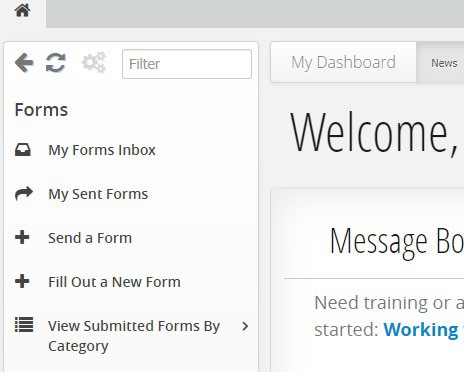 Filter
Forms
My Forms Inbox
My Sent Forms
Send a Form
Fill Out a New Form
View Submitted Forms By
Category
My Dashboard
News
Welcome,
Message Bo
Need training or a
started: Working